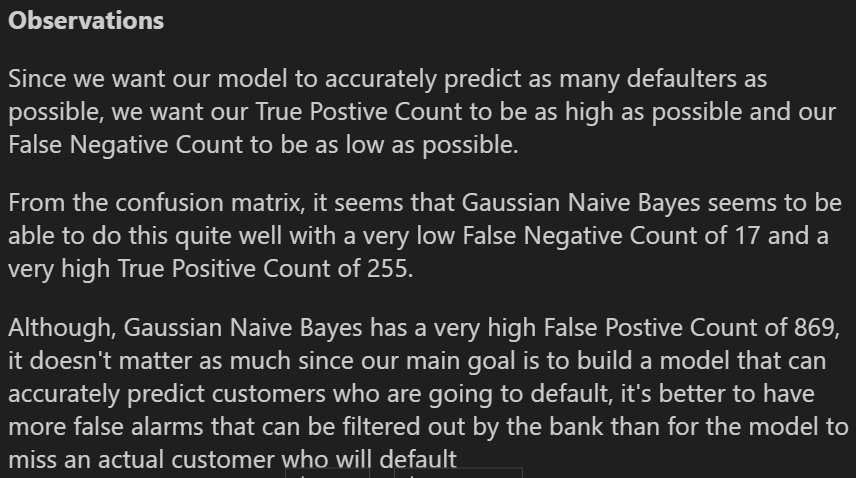 Observations
Since we want our model to accurately predict as many defaulters as
possible, we want our True Postive Count to be as high as possible and our
False Negative Count to be as low as possible.
From the confusion matrix, it seems that Gaussian Naive Bayes seems to be
able to do this quite well with a very low False Negative Count of 17 and a
very high True Positive Count of 255.
Although, Gaussian Naive Bayes has a very high False Postive Count of 869,
it doesn't matter as much since our main goal is to build a model that can
accurately predict customers who are going to default, it's better to have
more false alarms that can be filtered out by the bank than for the model to
miss an actual customer who will default